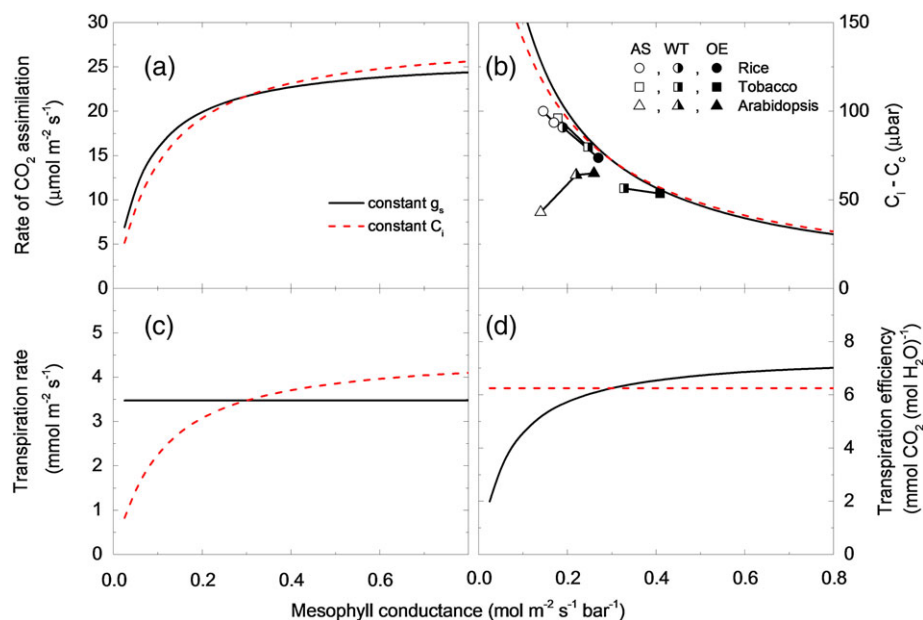 (a)
Rate of CO2 assimilation
(μmol m-2 s-1)
30
25
20
15
10
5
0
constant gs
constant Ci
(b)
AS WT OE
, , Rice
, , Tobacco
, , Arabidopsis
150
100
50
0
Ci - Cc (μbar)
(c)
Transpiration rate
(mmol m-2 s-1)
5
4
3
2
1
0
(d)
8
6
4
2
0
Transpiration efficiency
(mmol CO2 (mol H2O)-1)
0.0 0.2 0.4 0.6 0.2 0.4 0.6 0.8
Mesophyll conductance (mol m-2 s-1 bar-1)